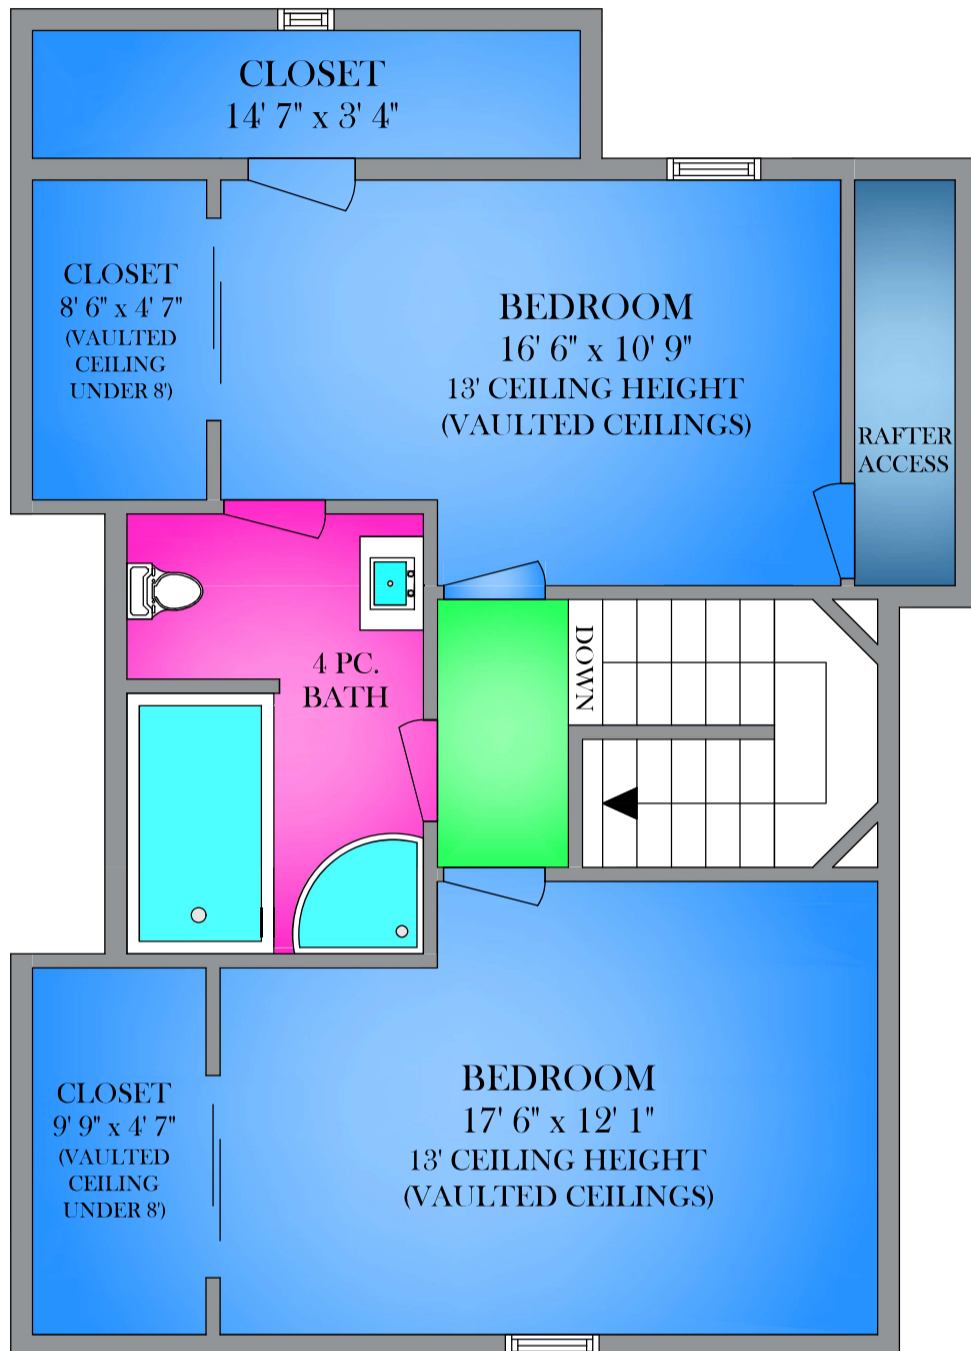 CLOSET
14' 7" x 3' 4"
CLOSET
8' 6" x 4' 7"
(VAULTED
CEILING
UNDER 8')
BEDROOM
16' 6" x 10' 9"
13' CEILING HEIGHT
(VAULTED CEILINGS)
RAFTER
ACCESS
4 PC.
BATH
DOWN
CLOSET
9' 9" x 4' 7"
(VAULTED
CEILING
UNDER 8')
BEDROOM
17' 6" x 12' 1"
13' CEILING HEIGHT
(VAULTED CEILINGS)